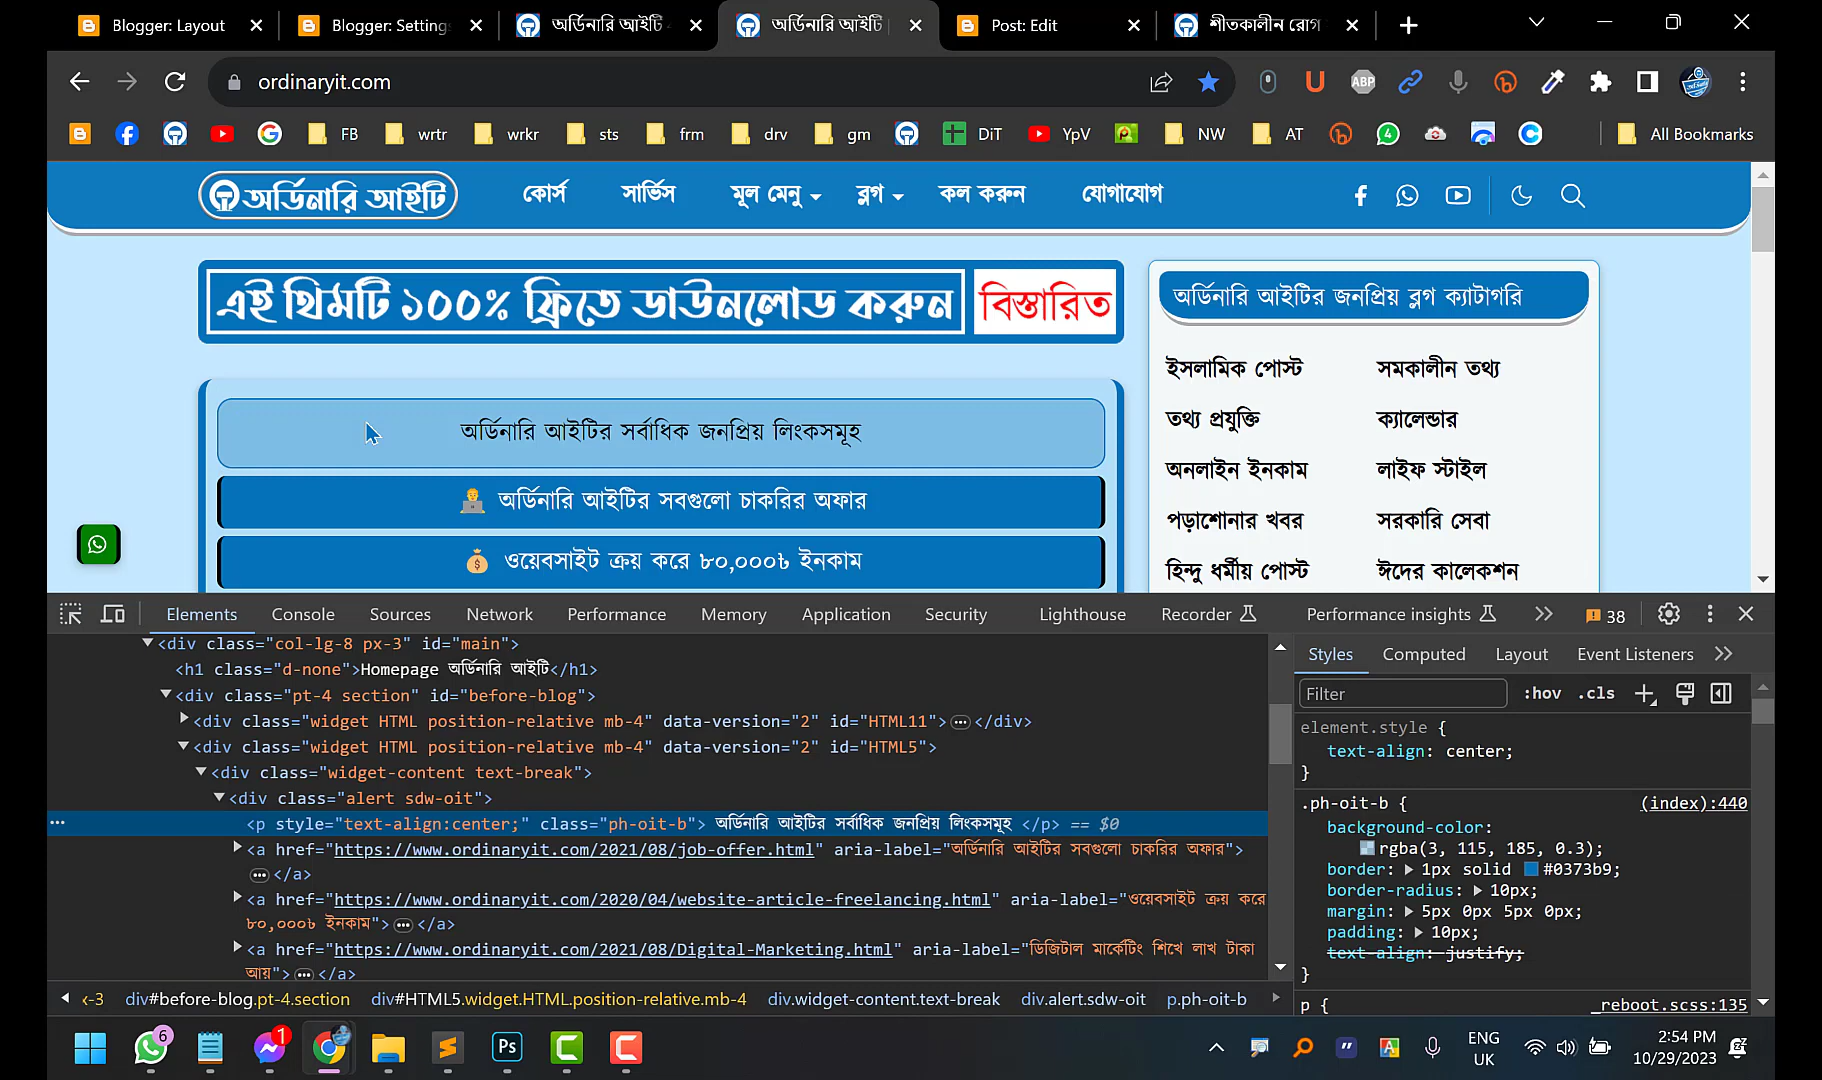 Blogger: Layout
Blogger: Settings
অর্ডিনারি আইটি
অর্ডিনারি আইটি
Post: Edit
শীতকালীন রোগ
ordinaryit.com
FB wrtr wrkr sts frm drv gm DiT YpV NW AT 4 All Bookmarks
অর্ডিনারি আইটি কোর্স সার্ভিস মূল মেনু ব্লগ কল করুন যোগাযোগ
এই থিমটি ১০০% ফ্রিতে ডাউনলোড করুন বিস্তারিত
অর্ডিনারি আইটির সর্বাধিক জনপ্রিয় লিংকসমূহ
👨‍💻 অর্ডিনারি আইটির সবগুলো চাকরির অফার
💰 ওয়েবসাইট ক্রয় করে ৮০,০০০৳ ইনকাম
অর্ডিনারি আইটির জনপ্রিয় ব্লগ ক্যাটাগরি
ইসলামিক পোস্ট সমকালীন তথ্য
তথ্য প্রযুক্তি ক্যালেন্ডার
অনলাইন ইনকাম লাইফ স্টাইল
পড়াশোনার খবর সরকারি সেবা
হিন্দু ধর্মীয় পোস্ট ঈদের কালেকশন
Elements Console Sources Network Performance Memory Application Security Lighthouse Recorder Performance insights 38
<div class="col-lg-8 px-3" id="main">
<h1 class="d-none">Homepage অর্ডিনারি আইটি</h1>
<div class="pt-4 section" id="before-blog">
<div class="widget HTML position-relative mb-4" data-version="2" id="HTML11"> </div>
<div class="widget HTML position-relative mb-4" data-version="2" id="HTML5">
<div class="widget-content text-break">
<div class="alert sdw-oit">
<p style="text-align:center;" class="ph-oit-b"> অর্ডিনারি আইটির সর্বাধিক জনপ্রিয় লিংকসমূহ </p> == $0
<a href="https://www.ordinaryit.com/2021/08/job-offer.html" aria-label="অর্ডিনারি আইটির সবগুলো চাকরির অফার">
</a>
<a href="https://www.ordinaryit.com/2020/04/website-article-freelancing.html" aria-label="ওয়েবসাইট ক্রয় করে
৮০,০০০৳ ইনকাম"> </a>
<a href="https://www.ordinaryit.com/2021/08/Digital-Marketing.html" aria-label="ডিজিটাল মার্কেটিং শিখে লাখ টাকা
আয়"> </a>
<-3 div#before-blog.pt-4.section div#HTML5.widget.HTML.position-relative.mb-4 div.widget-content.text-break div.alert.sdw-oit p.ph-oit-b
Styles Computed Layout Event Listeners
Filter :hov .cls
element.style {
text-align: center;
}
.ph-oit-b { (index):440
background-color:
rgba(3, 115, 185, 0.3);
border: 1px solid #0373b9;
border-radius: 10px;
margin: 5px 0px 5px 0px;
padding: 10px;
text-align: justify;
}
p { _reboot.scss:135
6 1 Ps ENG
UK 2:54 PM
10/29/2023